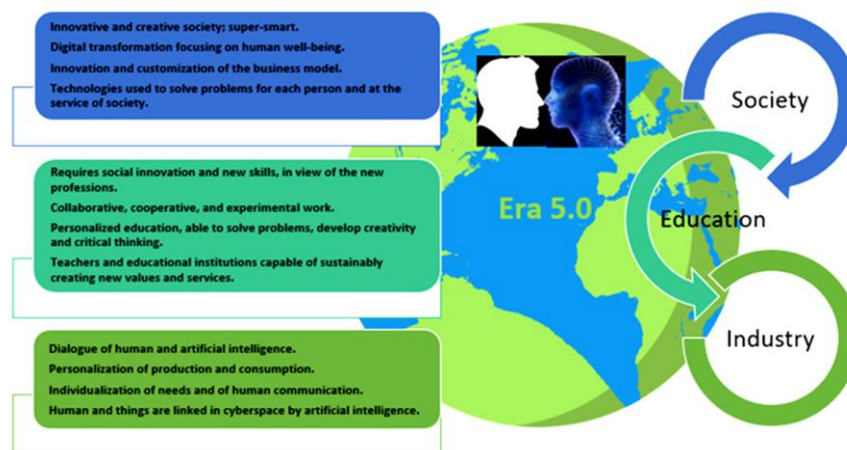 Innovative and creative society; super-smart.
Digital transformation focusing on human well-being.
Innovation and customization of the business model.
Technologies used to solve problems for each person and at the
service of society.
Requires social innovation and new skills, in view of the new
professions.
Collaborative, cooperative, and experimental work.
Personalized education, able to solve problems, develop creativity
and critical thinking.
Teachers and educational institutions capable of sustainably
creating new values and services.
Dialogue of human and artificial intelligence.
Personalization of production and consumption.
Individualization of needs and of human communication.
Human and things are linked in cyberspace by artificial intelligence.
Era 5.0
Society
Education
Industry